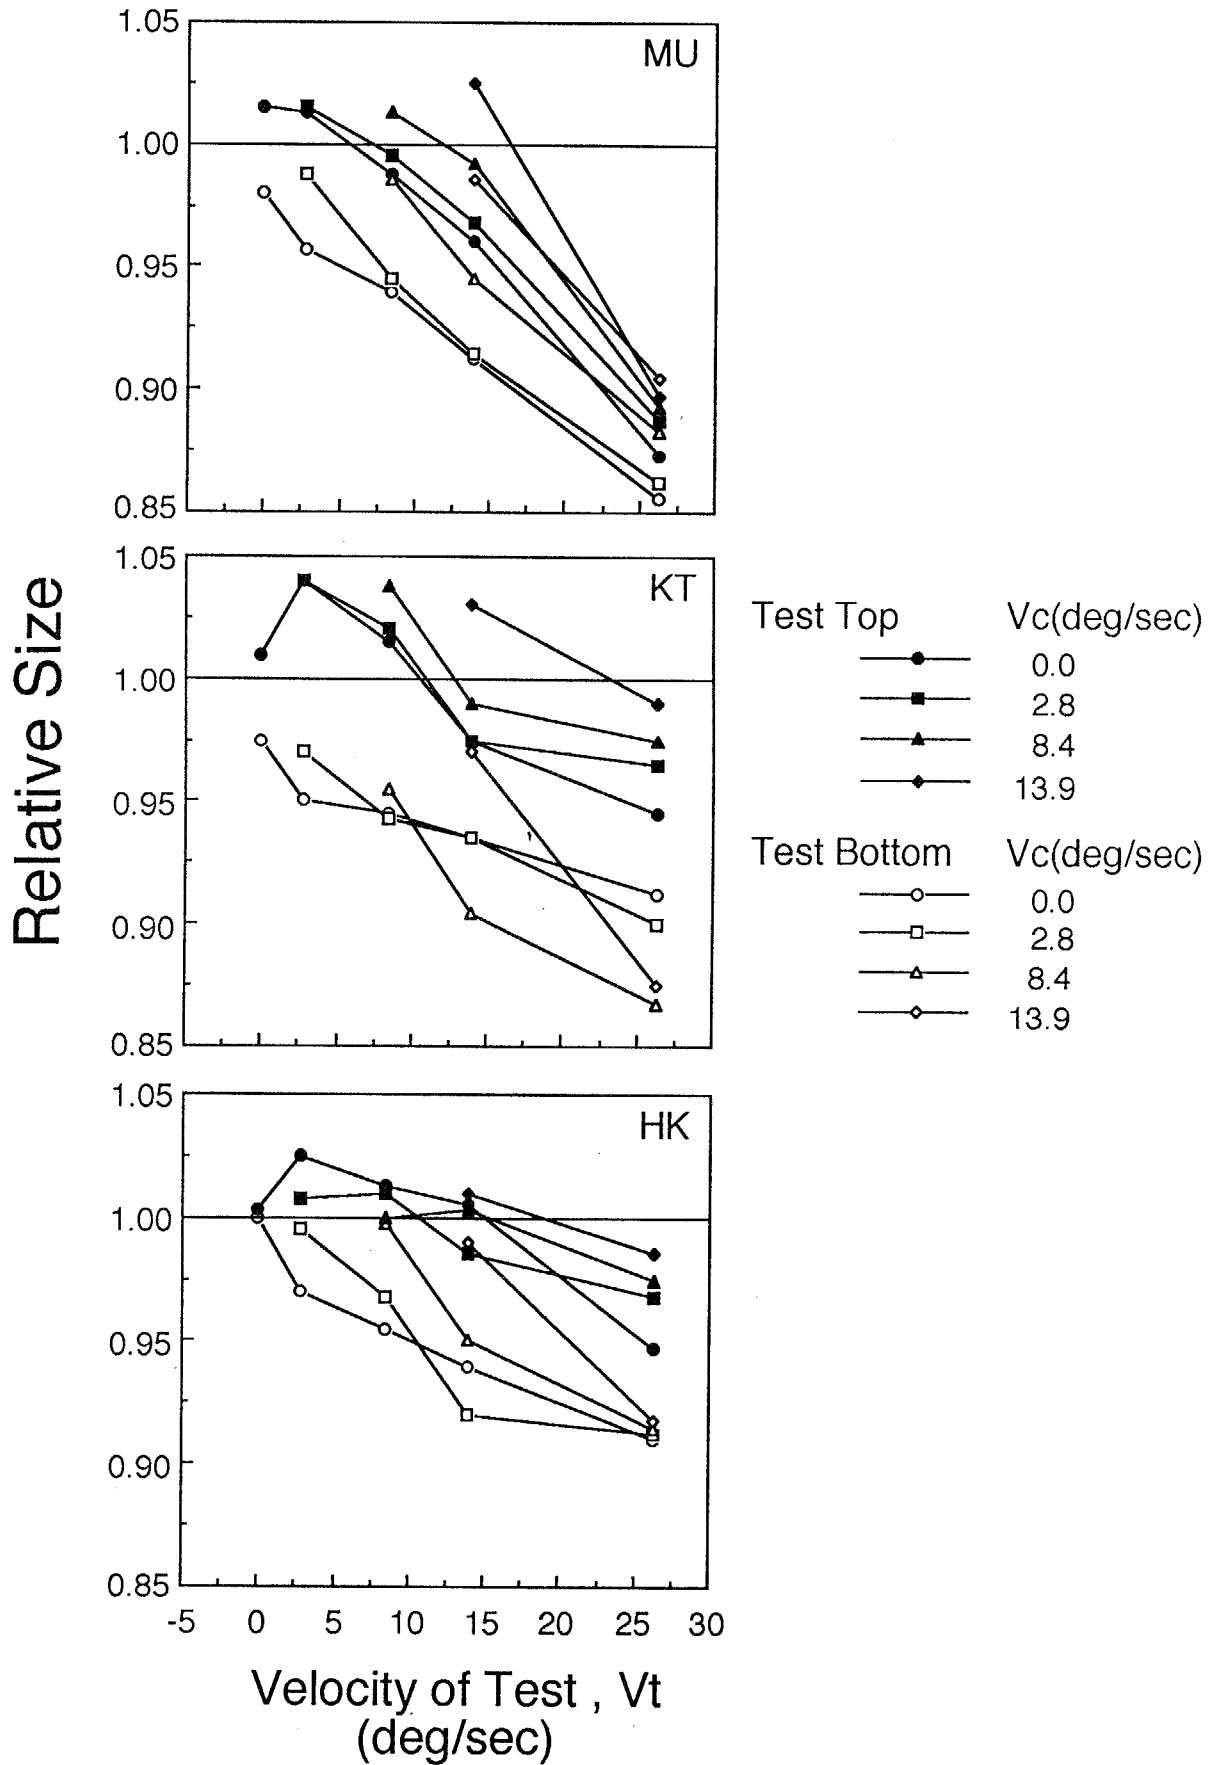 1.05
MU
1.00
0.95
0.90
0.85
1.05
KT
1.00
0.95
0.90
0.85
1.05
HK
1.00
0.95
0.90
0.85
-5 0 5 10 15 20 25 30
Relative Size
Velocity of Test , Vt
(deg/sec)
Test Top Vc(deg/sec)
0.0
2.8
8.4
13.9
Test Bottom Vc(deg/sec)
0.0
2.8
8.4
13.9